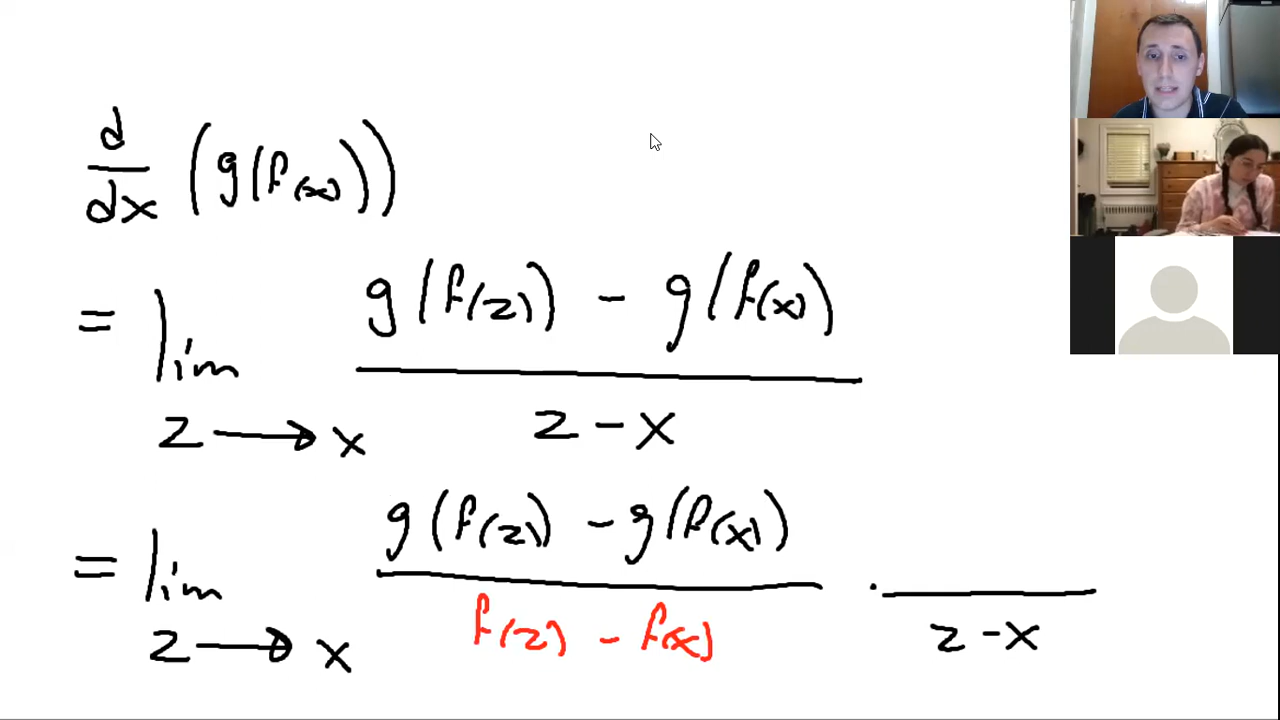 d
dx (g(f(x)))
= lim g(f(z)) - g(f(x))
z → x z - x
= lim g(f(z)) - g(f(x)) ·
z → x f(z) - f(x) z - x